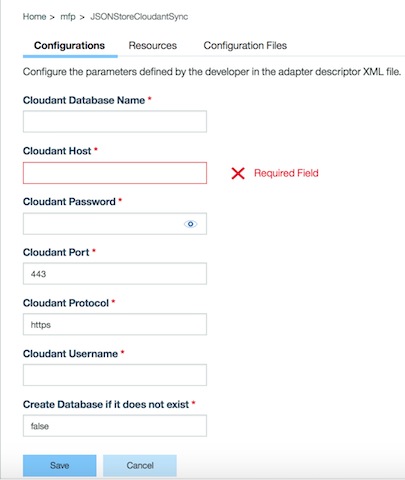 Home > mfp > JSONStoreCloudantSync
Configurations Resources Configuration Files
Configure the parameters defined by the developer in the adapter descriptor XML file.
Cloudant Database Name *
Cloudant Host *
Required Field
Cloudant Password *
Cloudant Port *
443
Cloudant Protocol *
https
Cloudant Username *
Create Database if it does not exist *
false
Save Cancel